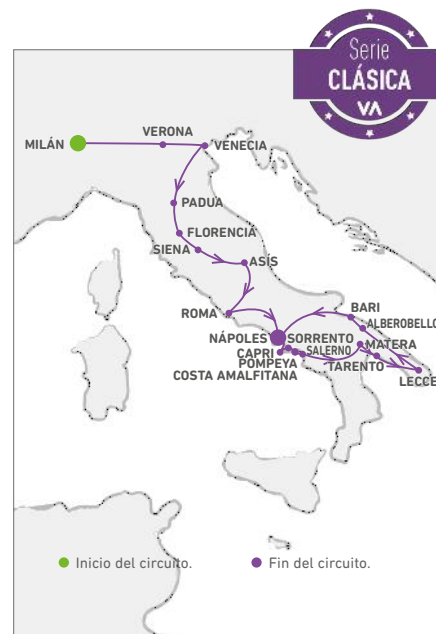 Serie
CLÁSICA
VA
VERONA
MILÁN
VENECIA
PADUA
FLORENCIA
SIENA
ASÍS
ROMA
BARI
ALBEROBELLO
NÁPOLES
SORRENTO
MATERA
CAPRI
SALERNO
POMPEYA
TARENTO
COSTA AMALFITANA
LECCE
Inicio del circuito.
Fin del circuito.